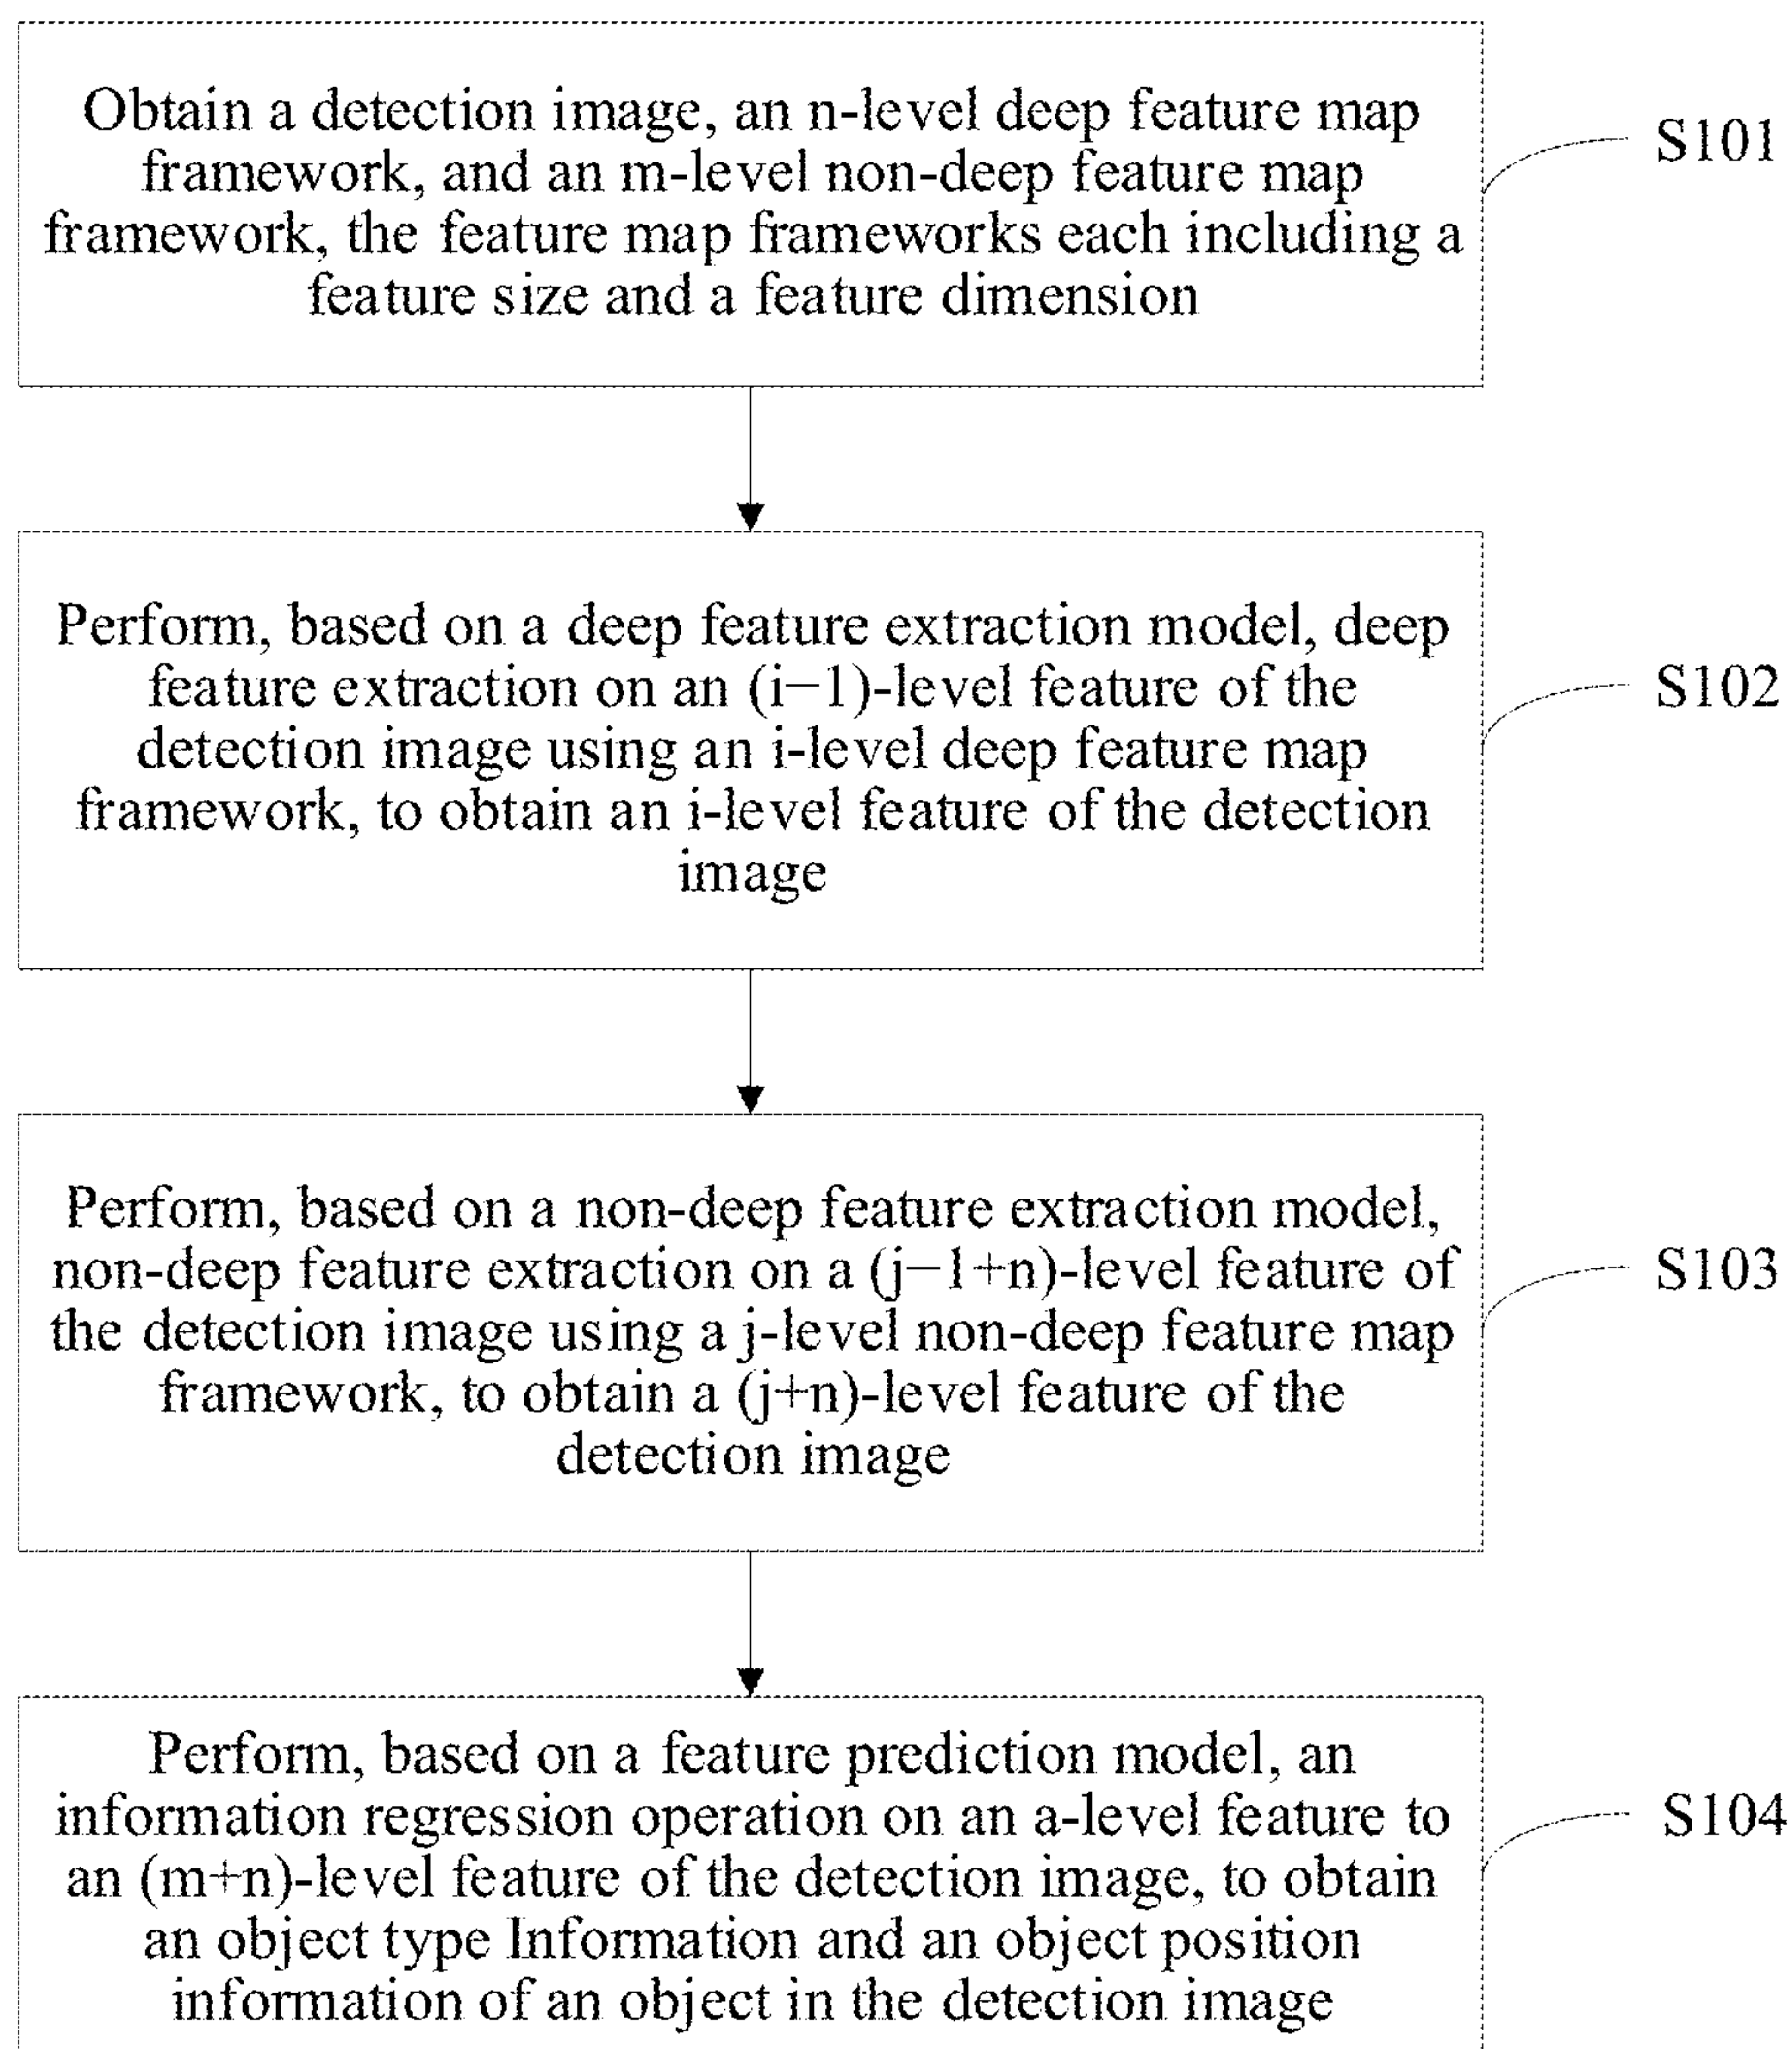 Obtain a detection image, an n-level deep feature map
framework, and an m-level non-deep feature map
framework, the feature map frameworks each including a
feature size and a feature dimension
S101
Perform, based on a deep feature extraction model, deep
feature extraction on an (i−1)-level feature of the
detection image using an i-level deep feature map
framework, to obtain an i-level feature of the detection
image
S102
Perform, based on a non-deep feature extraction model,
non-deep feature extraction on a (j−1+n)-level feature of
the detection image using a j-level non-deep feature map
framework, to obtain a (j+n)-level feature of the
detection image
S103
Perform, based on a feature prediction model, an
information regression operation on an a-level feature to
an (m+n)-level feature of the detection image, to obtain
an object type Information and an object position
information of an object in the detection image
S104